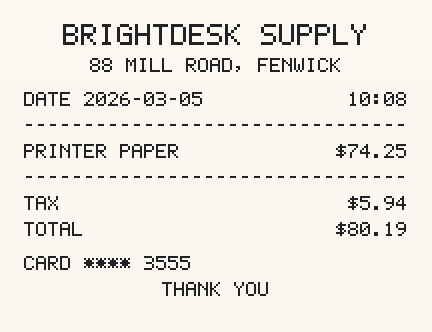 BRIGHTDESK SUPPLY
88 MILL ROAD, FENWICK
DATE 2026-03-05 10:08
--------------------------------
PRINTER PAPER $74.25
--------------------------------
TAX $5.94
TOTAL $80.19
CARD **** 3555
THANK YOU